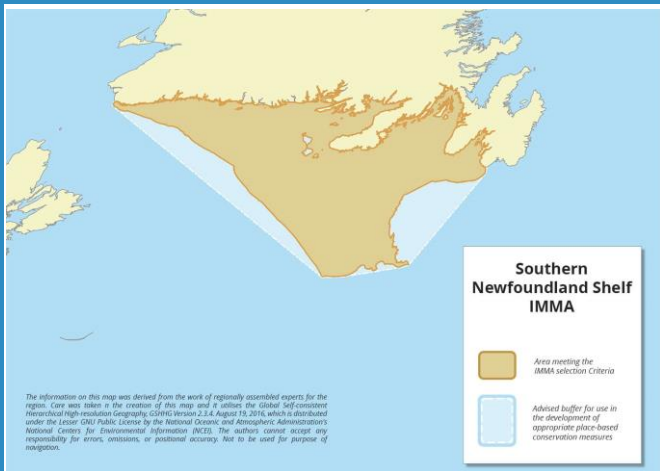 Southern
Newfoundland Shelf
IMMA
Area meeting the
IMMA selection Criteria
Advised buffer for use in
the development of
appropriate place-based
conservation measures
The information on this map was derived from the work of regionally assembled experts for the
region. Care was taken n the creation of this map and it utilises the Global Self-consistent
Hierarchical High-resolution Geography, GSHHG Version 2.3.4. August 19, 2016, which is distributed
under the Lesser GNU Public License by the National Oceanic and Atmospheric Administration's
National Centers for Environmental Information (NCEI). The authors cannot accept any
responsibility for errors, omissions, or positional accuracy. Not to be used for purpose of
navigation.